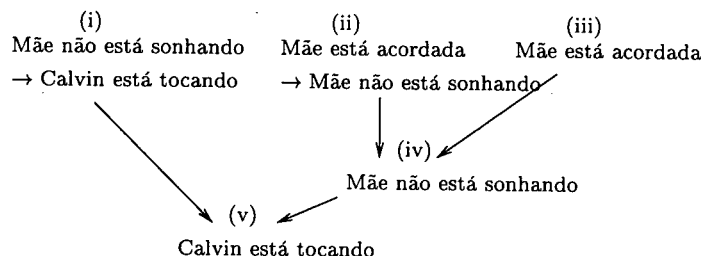 (i)
Mãe não está sonhando
→ Calvin está tocando
(ii)
Mãe está acordada
→ Mãe não está sonhando
(iii)
Mãe está acordada
(iv)
Mãe não está sonhando
(v)
Calvin está tocando